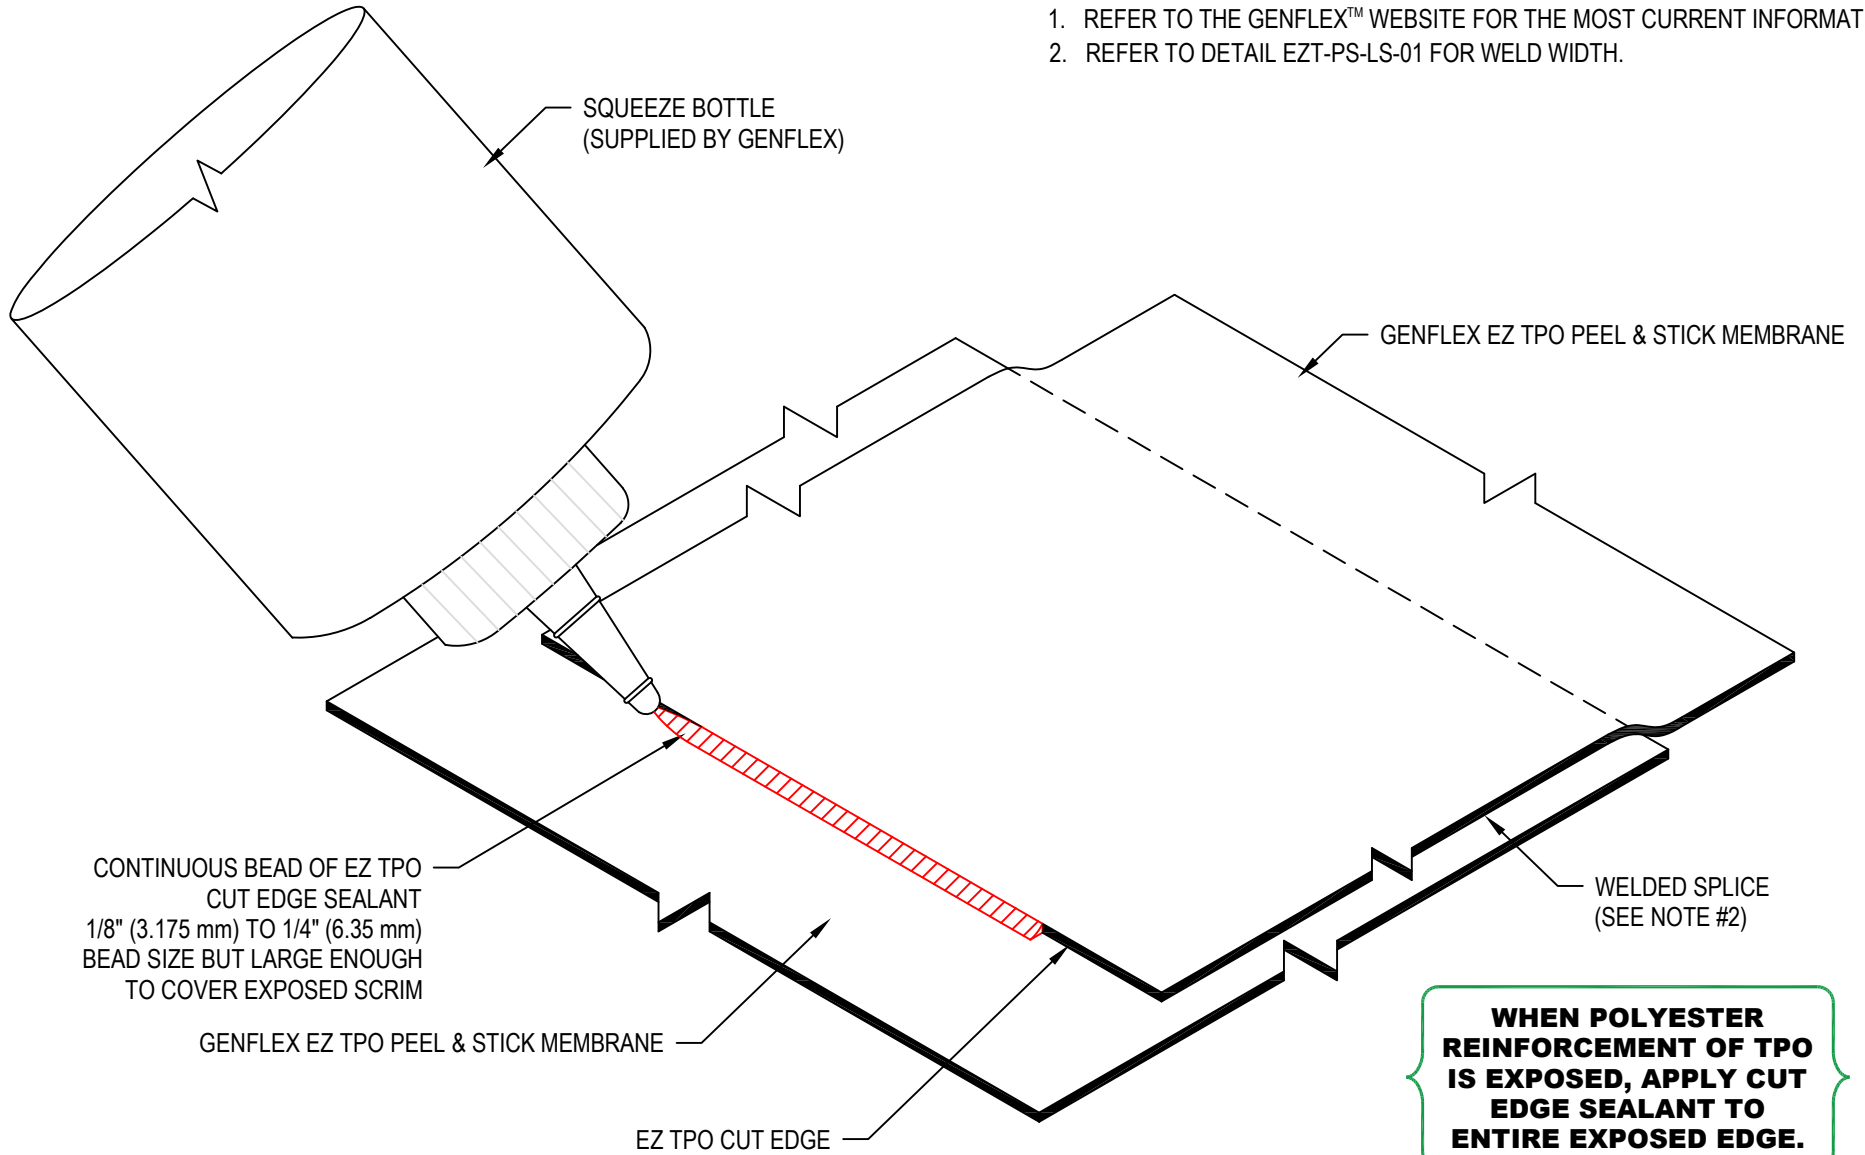 1. REFER TO THE GENFLEX™ WEBSITE FOR THE MOST CURRENT INFORMAT
2. REFER TO DETAIL EZT-PS-LS-01 FOR WELD WIDTH.
SQUEEZE BOTTLE
(SUPPLIED BY GENFLEX)
GENFLEX EZ TPO PEEL & STICK MEMBRANE
CONTINUOUS BEAD OF EZ TPO
CUT EDGE SEALANT
1/8" (3.175 mm) TO 1/4" (6.35 mm)
BEAD SIZE BUT LARGE ENOUGH
TO COVER EXPOSED SCRIM
WELDED SPLICE
(SEE NOTE #2)
GENFLEX EZ TPO PEEL & STICK MEMBRANE
EZ TPO CUT EDGE
WHEN POLYESTER
REINFORCEMENT OF TPO
IS EXPOSED, APPLY CUT
EDGE SEALANT TO
ENTIRE EXPOSED EDGE.